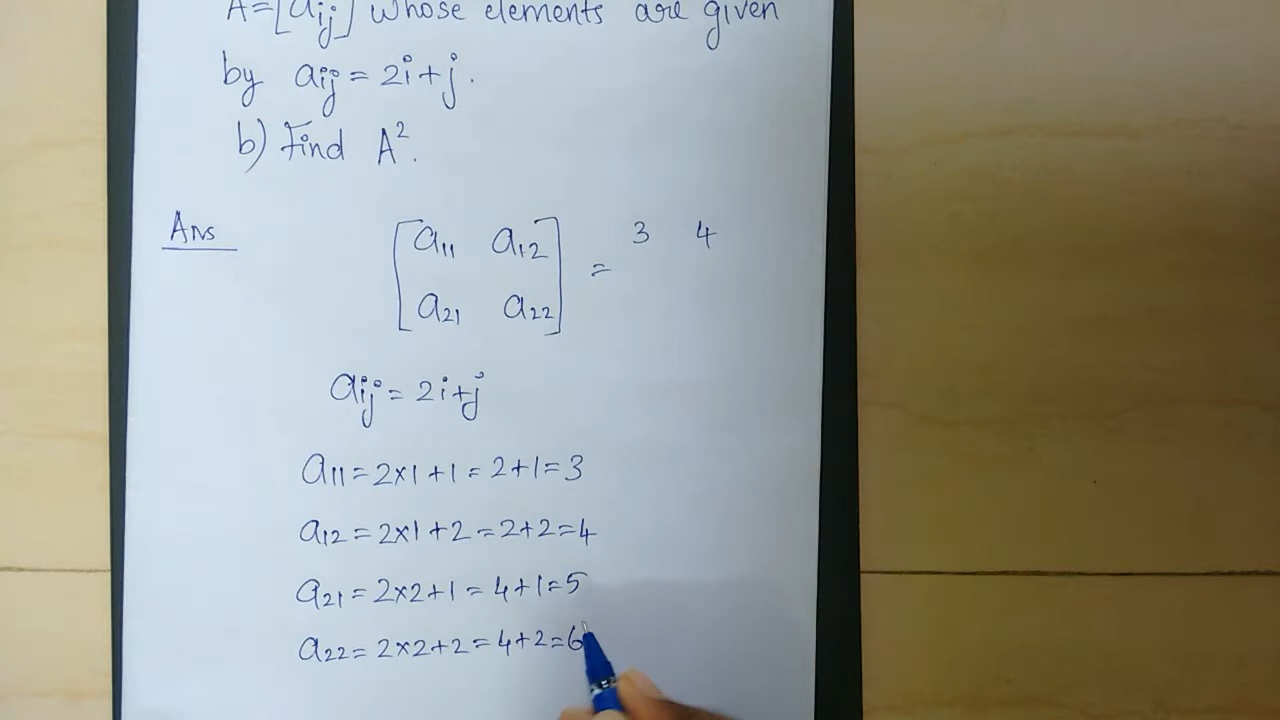 A=[aij] whose elements are given
by aij = 2i+j.
b) Find A².
Ans
[a11 a12
a21 a22] = 3 4
aij = 2i+j
a11=2×1+1=2+1=3
a12=2×1+2=2+2=4
a21=2×2+1=4+1=5
a22=2×2+2=4+2=6